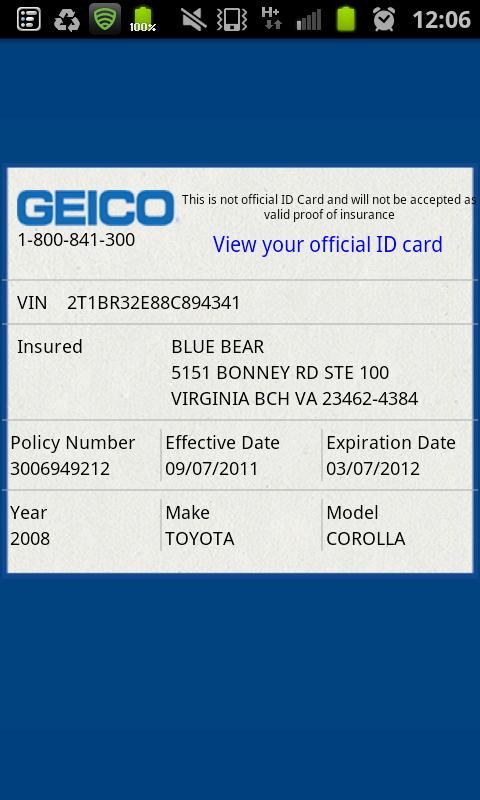 100%
H+
12:06
GEICO
This is not official ID Card and will not be accepted as
valid proof of insurance
1-800-841-300
View your official ID card
VIN 2T1BR32E88C894341
Insured BLUE BEAR
5151 BONNEY RD STE 100
VIRGINIA BCH VA 23462-4384
Policy Number Effective Date Expiration Date
3006949212 09/07/2011 03/07/2012
Year Make Model
2008 TOYOTA COROLLA